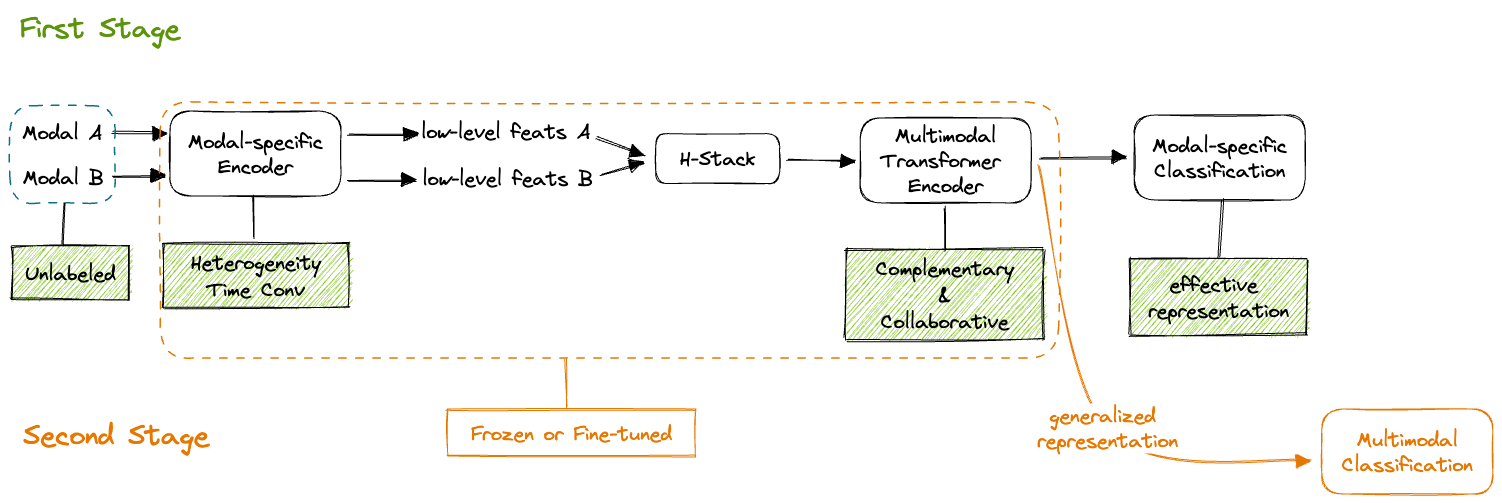 First Stage
Modal A
Modal B
Unlabeled
Modal-specific
Encoder
Heterogeneity
Time Conv
low-level feats A
low-level feats B
H-Stack
Multimodal
Transformer
Encoder
Complementary
&
Collaborative
Modal-specific
Classification
effective
representation
Second Stage
Frozen or Fine-tuned
generalized
representation
Multimodal
Classification